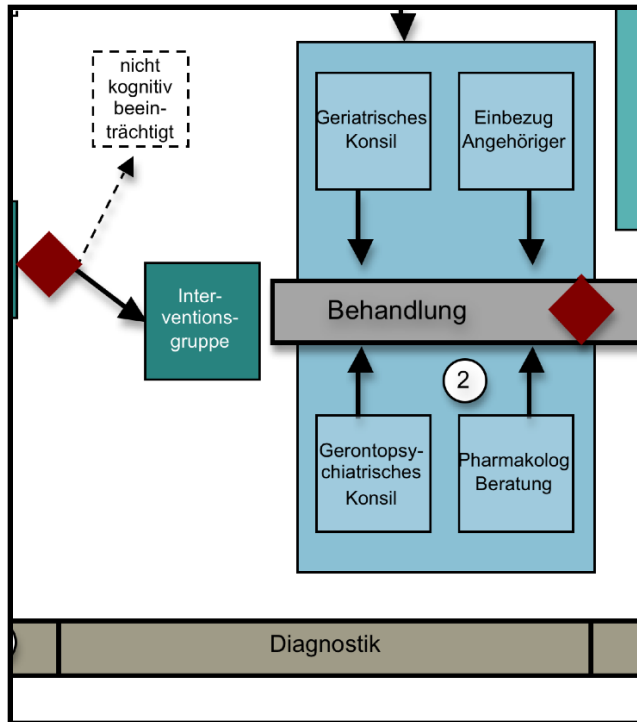 nicht
kognitiv
beein-
trächtigt
Geriatrisches
Konsil
Einbezug
Angehöriger
Inter-
ventions-
gruppe
Behandlung
2
Gerontopsy-
chiatrisches
Konsil
Pharmakolog
Beratung
Diagnostik